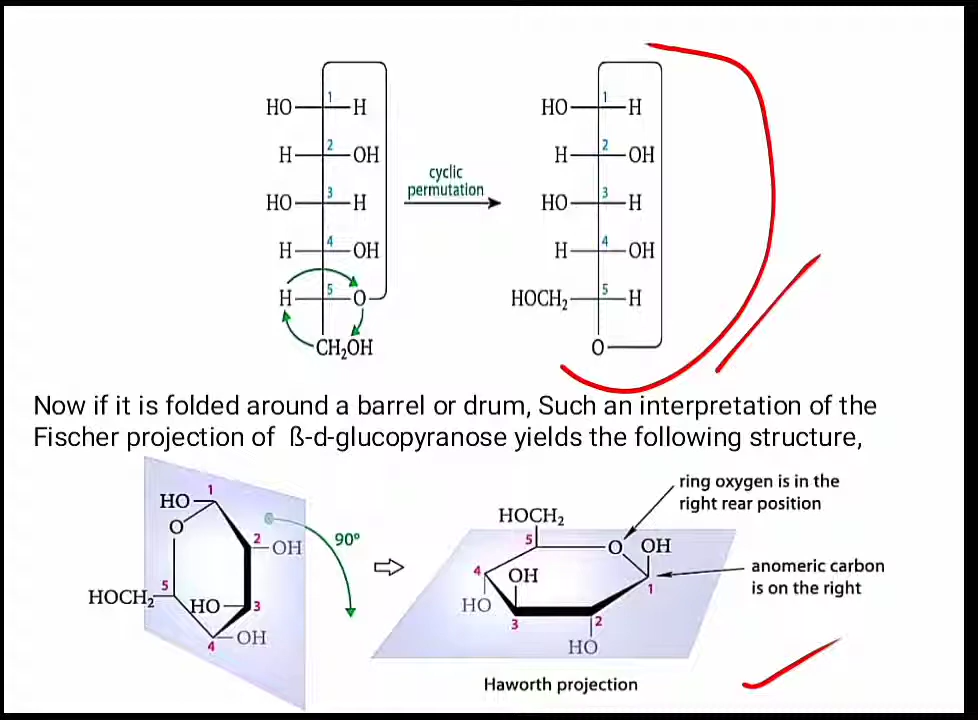 HO 1 H HO 1 H
H 2 OH H 2 OH
cyclic
permutation
HO 3 H HO 3 H
H 4 OH H 4 OH
H 5 O HOCH₂ 5 H
CH₂OH O
Now if it is folded around a barrel or drum, Such an interpretation of the
Fischer projection of ß-d-glucopyranose yields the following structure,
HO 1
O
2 OH
5
HOCH₂
HO 3
OH
4
90°
ring oxygen is in the
right rear position
HOCH₂
5 O OH
4 OH
anomeric carbon
is on the right
1
HO
3 2
HO
Haworth projection